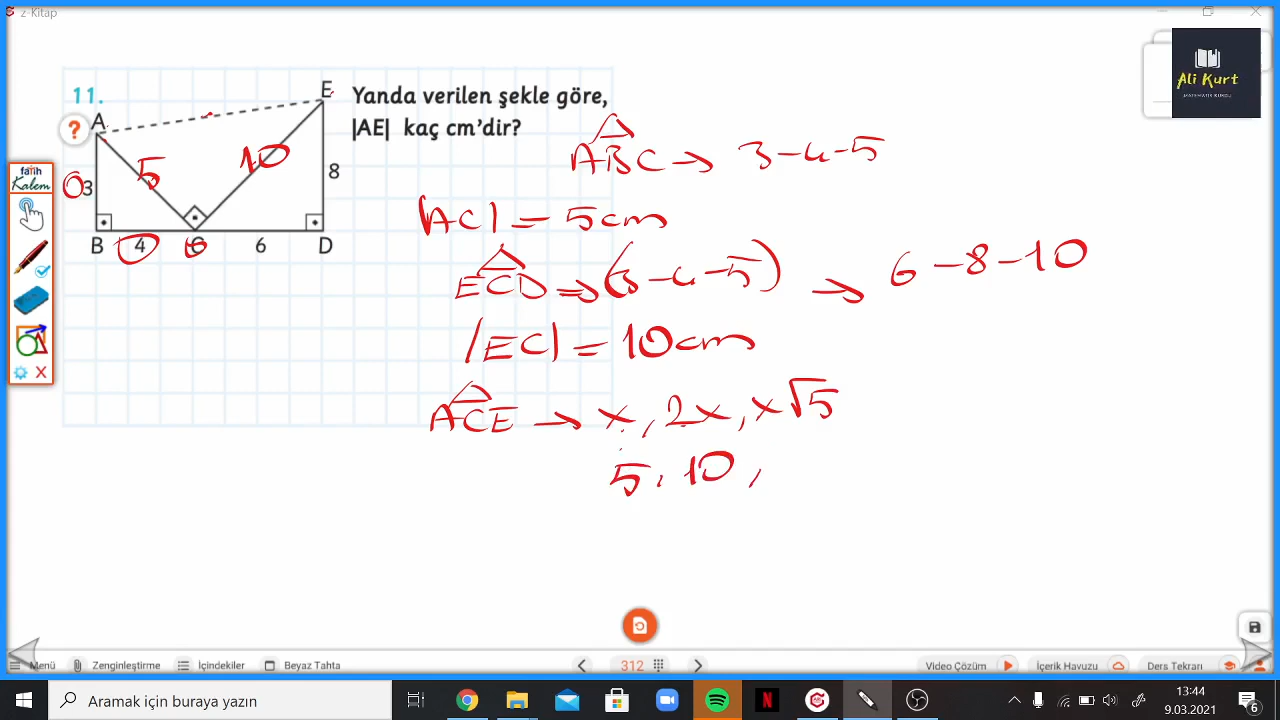 z-Kitap
Ali Kurt
11.
Yanda verilen şekle göre,
|AE| kaç cm'dir?
A
E
?
5
10
3
8
B
4
C
6
D
fatih
Kalem
ABC → 3-4-5
|AC| = 5cm
ECD ⇒ (3-4-5) → 6-8-10
|EC| = 10cm
ACE → x, 2x, x√5
5, 10,
Menü
Zenginleştirme
İçindekiler
Beyaz Tahta
312
Video Çözüm
İçerik Havuzu
Ders Tekrarı
Aramak için buraya yazın
13:44
9.03.2021
6